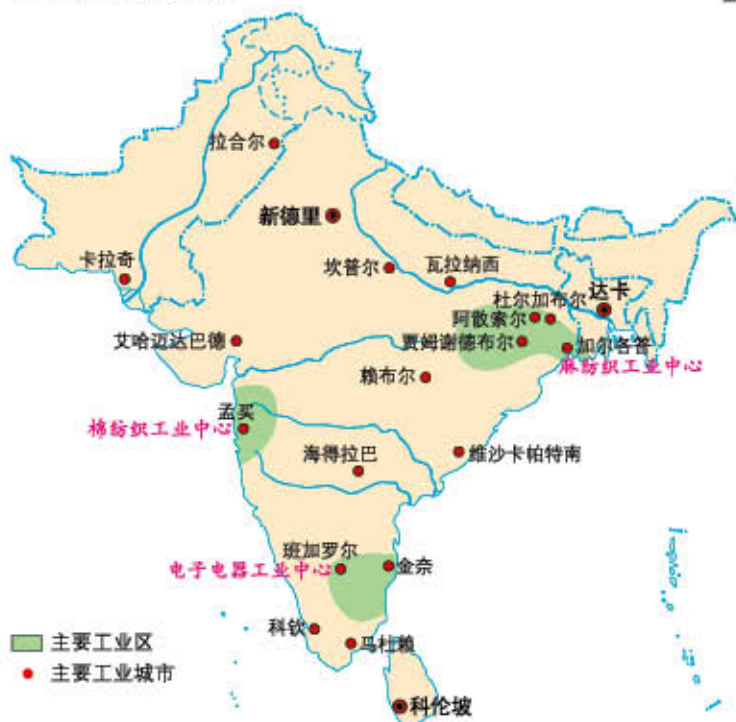 拉合尔
新德里
卡拉奇
坎普尔
瓦拉纳西
杜尔加布尔
达卡
阿散索尔
艾哈迈达巴德
贾姆谢德布尔
加尔各答
麻纺织工业中心
赖布尔
孟买
棉纺织工业中心
海得拉巴
维沙卡帕特南
班加罗尔
电子电器工业中心
金奈
科钦
马杜赖
主要工业区
主要工业城市
科伦坡